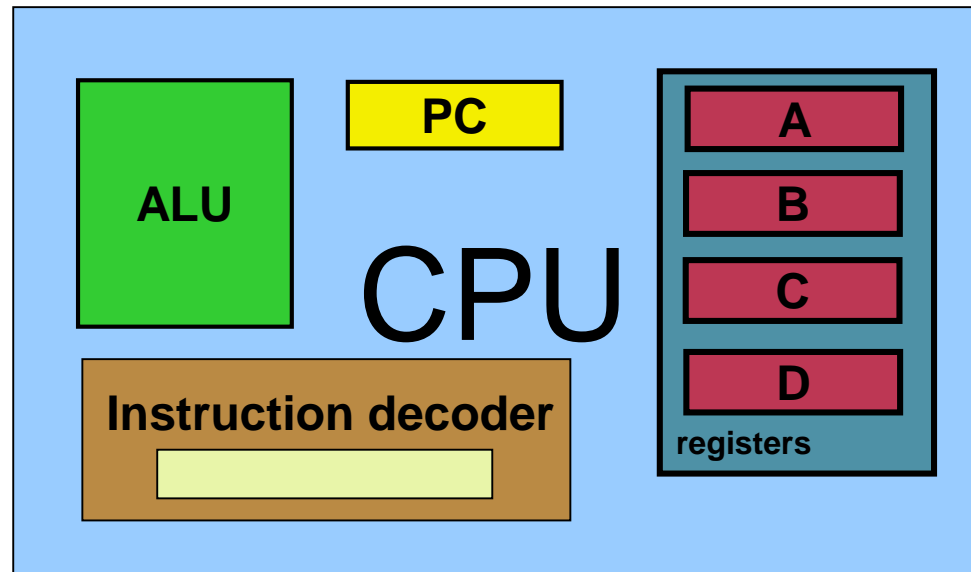 PC
A
ALU
B
CPU
C
D
Instruction decoder
registers